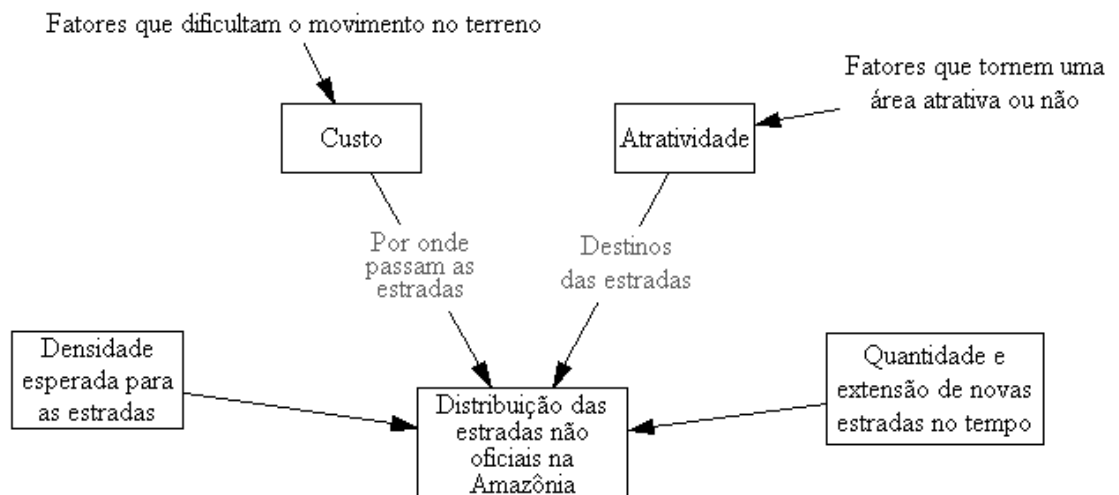 Fatores que dificultam o movimento no terreno
Fatores que tornem uma
área atrativa ou não
Custo
Atratividade
Por onde
passam as
estradas
Destinos
das estradas
Densidade
esperada para
as estradas
Distribuição das
estradas não
oficiais na
Amazônia
Quantidade e
extensão de novas
estradas no tempo